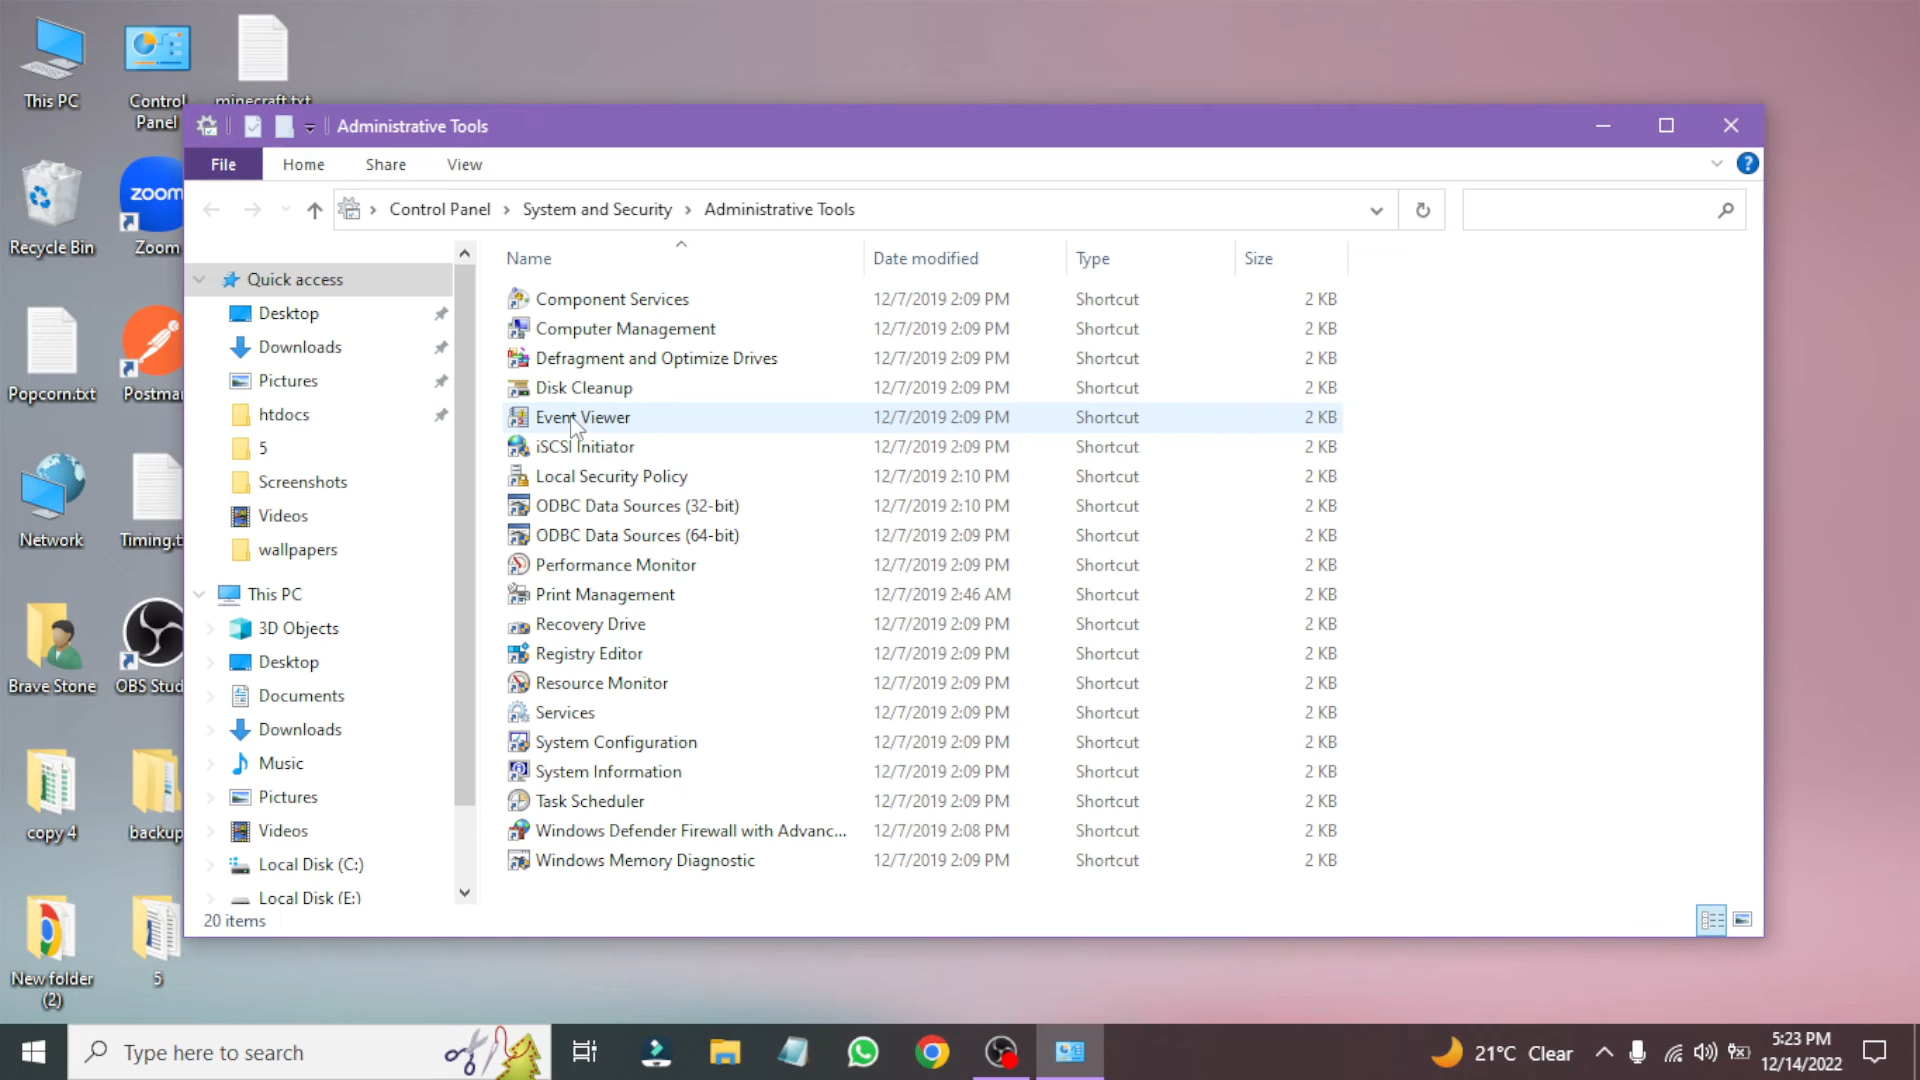 This PC
Control
Panel
minecraft.txt
Recycle Bin
zoom
Zoom
Popcorn.txt
Postmar
Network
Timing.t
Brave Stone
OBS Stud
copy 4
backup
New folder
(2)
5
Administrative Tools
File
Home
Share
View
?
Control Panel
System and Security
Administrative Tools
Quick access
Desktop
Downloads
Pictures
htdocs
5
Screenshots
Videos
wallpapers
This PC
3D Objects
Desktop
Documents
Downloads
Music
Pictures
Videos
Local Disk (C:)
Local Disk (E:)
Name Date modified Type Size
Component Services 12/7/2019 2:09 PM Shortcut 2 KB
Computer Management 12/7/2019 2:09 PM Shortcut 2 KB
Defragment and Optimize Drives 12/7/2019 2:09 PM Shortcut 2 KB
Disk Cleanup 12/7/2019 2:09 PM Shortcut 2 KB
Event Viewer 12/7/2019 2:09 PM Shortcut 2 KB
iSCSI Initiator 12/7/2019 2:09 PM Shortcut 2 KB
Local Security Policy 12/7/2019 2:10 PM Shortcut 2 KB
ODBC Data Sources (32-bit) 12/7/2019 2:10 PM Shortcut 2 KB
ODBC Data Sources (64-bit) 12/7/2019 2:09 PM Shortcut 2 KB
Performance Monitor 12/7/2019 2:09 PM Shortcut 2 KB
Print Management 12/7/2019 2:46 AM Shortcut 2 KB
Recovery Drive 12/7/2019 2:09 PM Shortcut 2 KB
Registry Editor 12/7/2019 2:09 PM Shortcut 2 KB
Resource Monitor 12/7/2019 2:09 PM Shortcut 2 KB
Services 12/7/2019 2:09 PM Shortcut 2 KB
System Configuration 12/7/2019 2:09 PM Shortcut 2 KB
System Information 12/7/2019 2:09 PM Shortcut 2 KB
Task Scheduler 12/7/2019 2:09 PM Shortcut 2 KB
Windows Defender Firewall with Advanc... 12/7/2019 2:08 PM Shortcut 2 KB
Windows Memory Diagnostic 12/7/2019 2:09 PM Shortcut 2 KB
20 items
Type here to search
21°C Clear
5:23 PM
12/14/2022